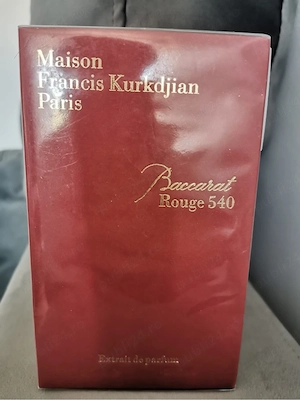 Maison
Francis Kurkdjian
Paris
Baccarat
Rouge 540
Extrait de parfum